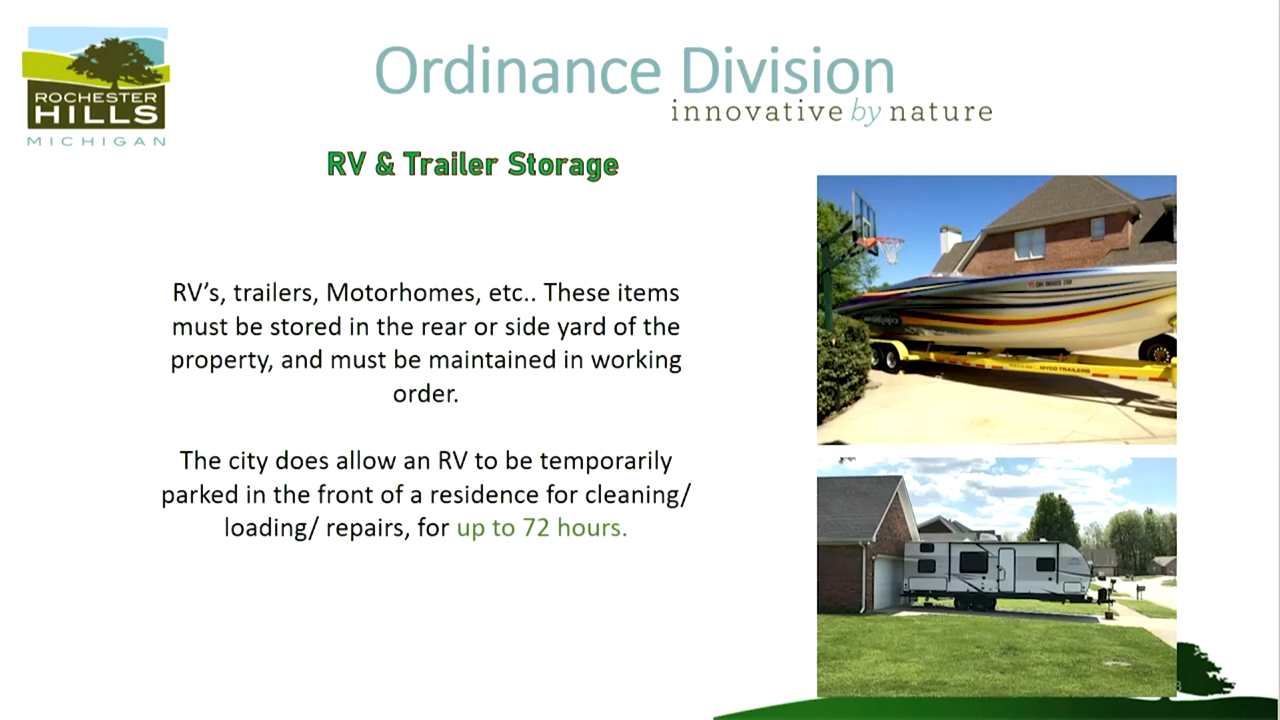 ROCHESTER
HILLS
MICHIGAN
Ordinance Division
innovative by nature
RV & Trailer Storage
RV’s, trailers, Motorhomes, etc.. These items
must be stored in the rear or side yard of the
property, and must be maintained in working
order.
The city does allow an RV to be temporarily
parked in the front of a residence for cleaning/
loading/ repairs, for up to 72 hours.
MYCO TRAILERS